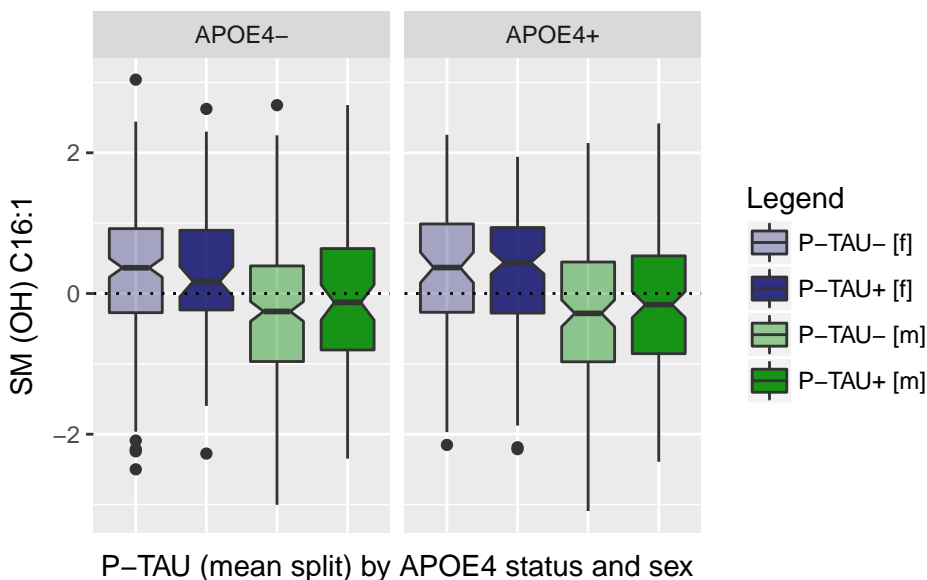 APOE4−
APOE4+
2
0
−2
SM (OH) C16:1
P−TAU (mean split) by APOE4 status and sex
Legend
P−TAU− [f]
P−TAU+ [f]
P−TAU− [m]
P−TAU+ [m]